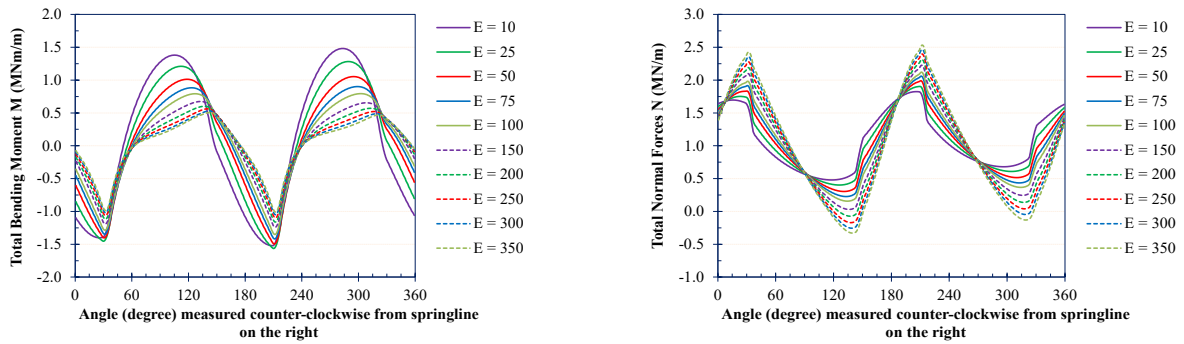 Total Bending Moment M (MNm/m)
2.0
1.5
1.0
0.5
0.0
-0.5
-1.0
-1.5
-2.0
0 60 120 180 240 300 360
Angle (degree) measured counter-clockwise from springline
on the right
E = 10
E = 25
E = 50
E = 75
E = 100
E = 150
E = 200
E = 250
E = 300
E = 350
Total Normal Forces N (MN/m)
3.0
2.5
2.0
1.5
1.0
0.5
0.0
-0.5
-1.0
0 60 120 180 240 300 360
Angle (degree) measured counter-clockwise from springline
on the right
E = 10
E = 25
E = 50
E = 75
E = 100
E = 150
E = 200
E = 250
E = 300
E = 350